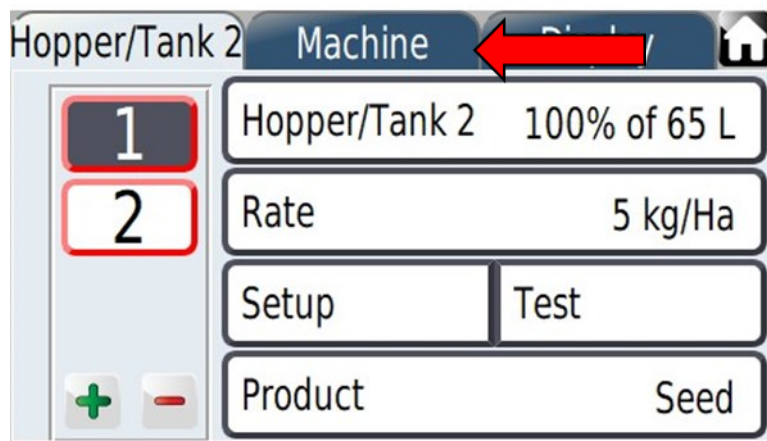 Hopper/Tank 2 Machine
1
2
Hopper/Tank 2 100% of 65 L
Rate 5 kg/Ha
Setup Test
Product Seed